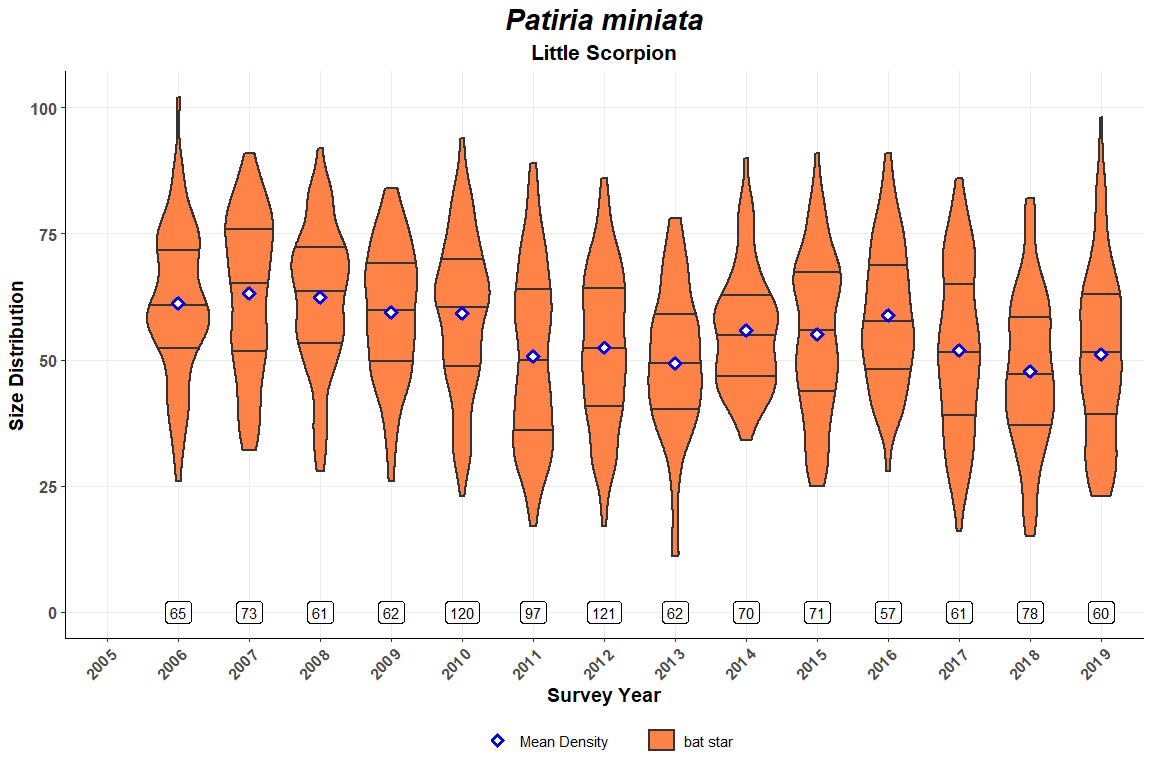 Patiria miniata
Little Scorpion
Size Distribution
100
75
50
25
0
65 73 61 62 120 97 121 62 70 71 57 61 78 60
2005 2006 2007 2008 2009 2010 2011 2012 2013 2014 2015 2016 2017 2018 2019
Survey Year
Mean Density bat star